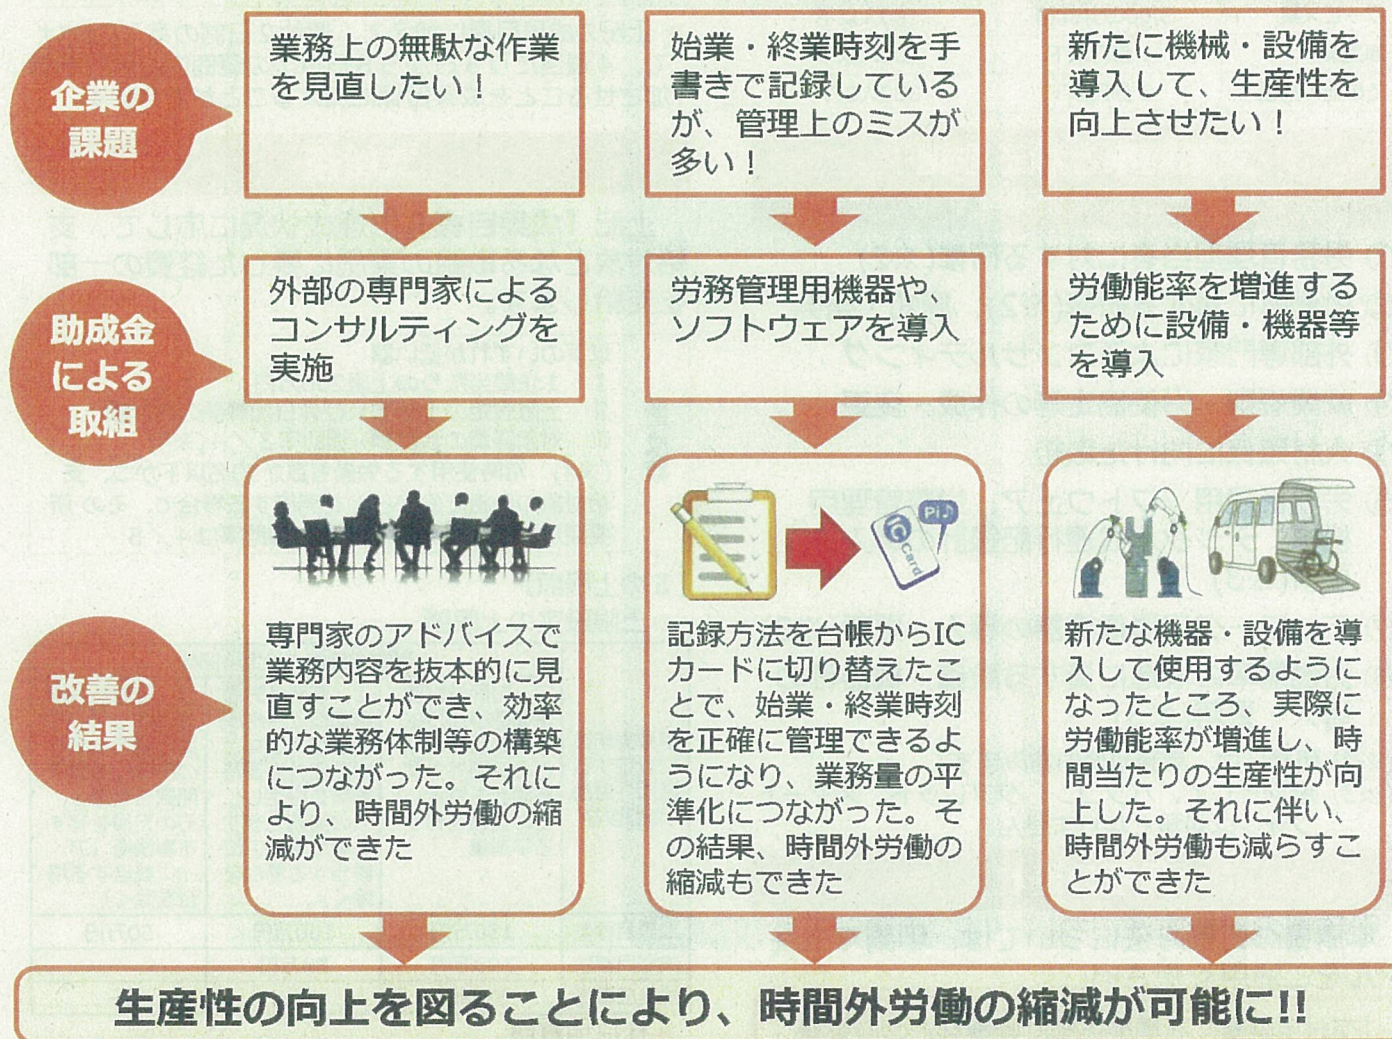 企業の
課題
業務上の無駄な作業
を見直したい！
始業・終業時刻を手
書きで記録している
が、管理上のミスが
多い！
新たに機械・設備を
導入して、生産性を
向上させたい！
助成金
による
取組
外部の専門家による
コンサルティングを
実施
労務管理用機器や、
ソフトウェアを導入
労働能率を増進する
ために設備・機器等
を導入
改善の
結果
専門家のアドバイスで
業務内容を抜本的に見
直すことができ、効率
的な業務体制等の構築
につながった。それに
より、時間外労働の縮
減ができた
Pi♪
IC
Card
記録方法を台帳からIC
カードに切り替えたこ
とで、始業・終業時刻
を正確に管理できるよ
うになり、業務量の平
準化につながった。そ
の結果、時間外労働の
縮減もできた
新たな機器・設備を導
入して使用するように
なったところ、実際に
労働能率が増進し、時
間当たりの生産性が向
上した。それに伴い、
時間外労働も減らすこ
とができた
生産性の向上を図ることにより、時間外労働の縮減が可能に!!